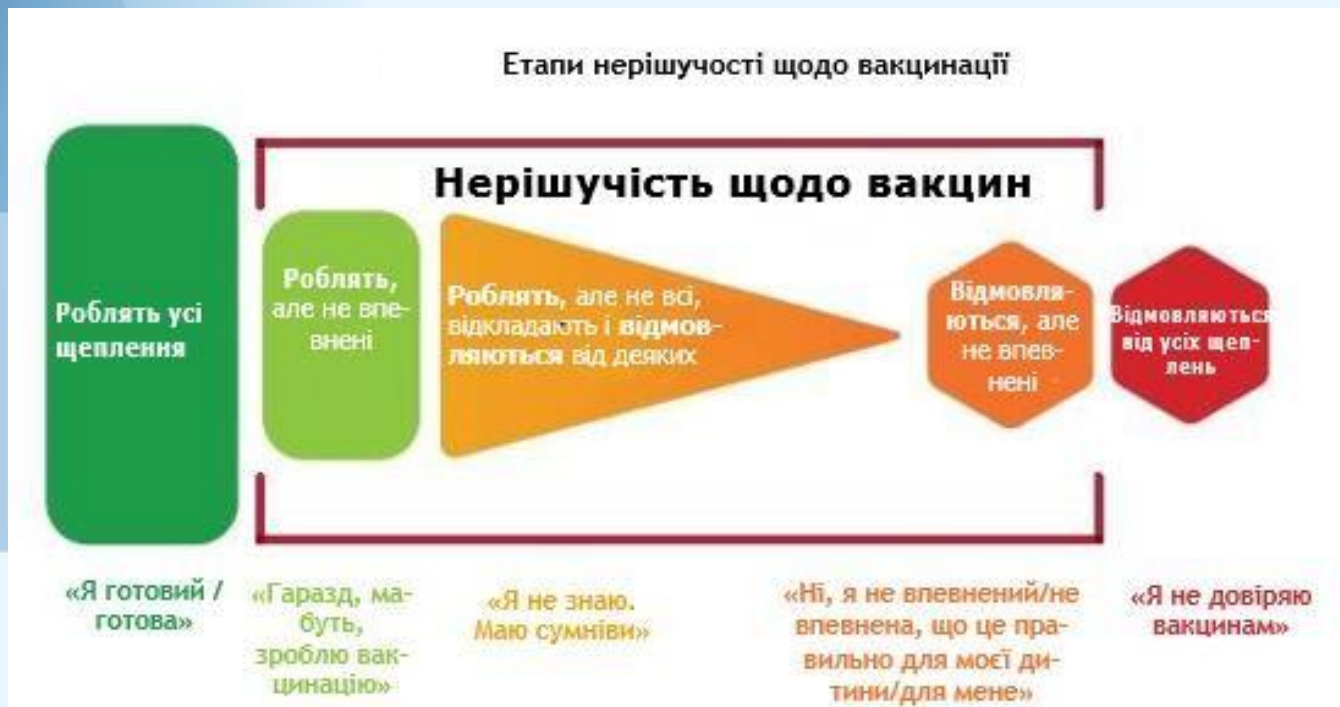 Етапи нерішучості щодо вакцинації
Нерішучість щодо вакцин
Роблять усі
щеплення
Роблять,
але не впе-
внені
Роблять, але не всі,
відкладають і відмов-
ляються від деяких
Відмовля-
ються, але
не впев-
нені
Відмовляються
від усіх щеп-
лень
«Я готовий /
готова»
«Гаразд, ма-
буть,
зроблю вак-
цинацію»
«Я не знаю.
Маю сумніви»
«Ні, я не впевнений/не
впевнена, що це пра-
вильно для моєї ди-
тини/для мене»
«Я не довіряю
вакцинам»